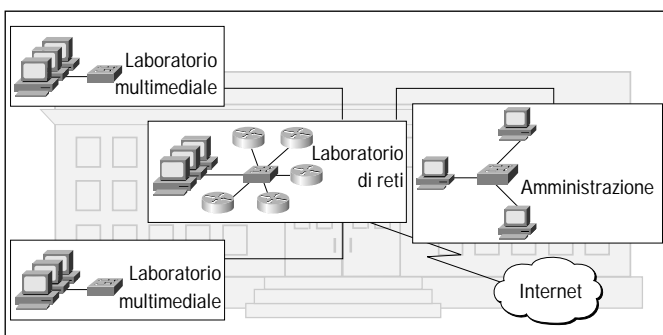 Laboratorio
multimediale
Laboratorio
di reti
Amministrazione
Laboratorio
multimediale
Internet